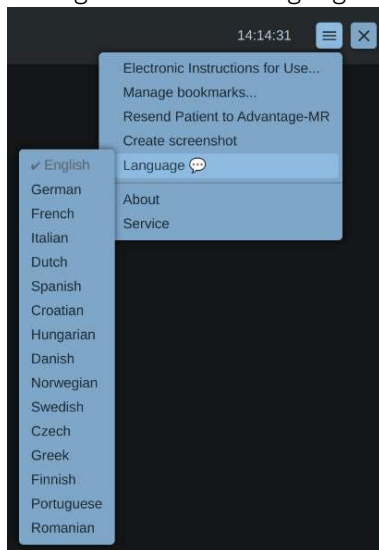 14:14:31
Electronic Instructions for Use...
Manage bookmarks...
Resend Patient to Advantage-MR
Create screenshot
Language 💬
About
Service
✔ English
German
French
Italian
Dutch
Spanish
Croatian
Hungarian
Danish
Norwegian
Swedish
Czech
Greek
Finnish
Portuguese
Romanian